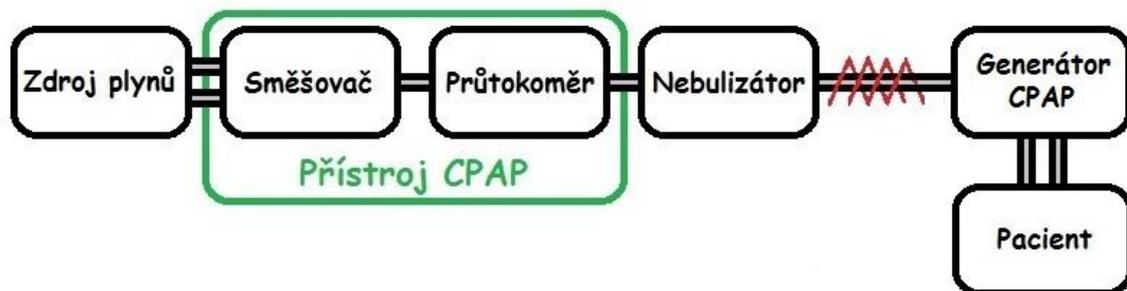 Zdroj plynů
Směšovač
Průtokoměr
Nebulizátor
Generátor
CPAP
Přístroj CPAP
Pacient